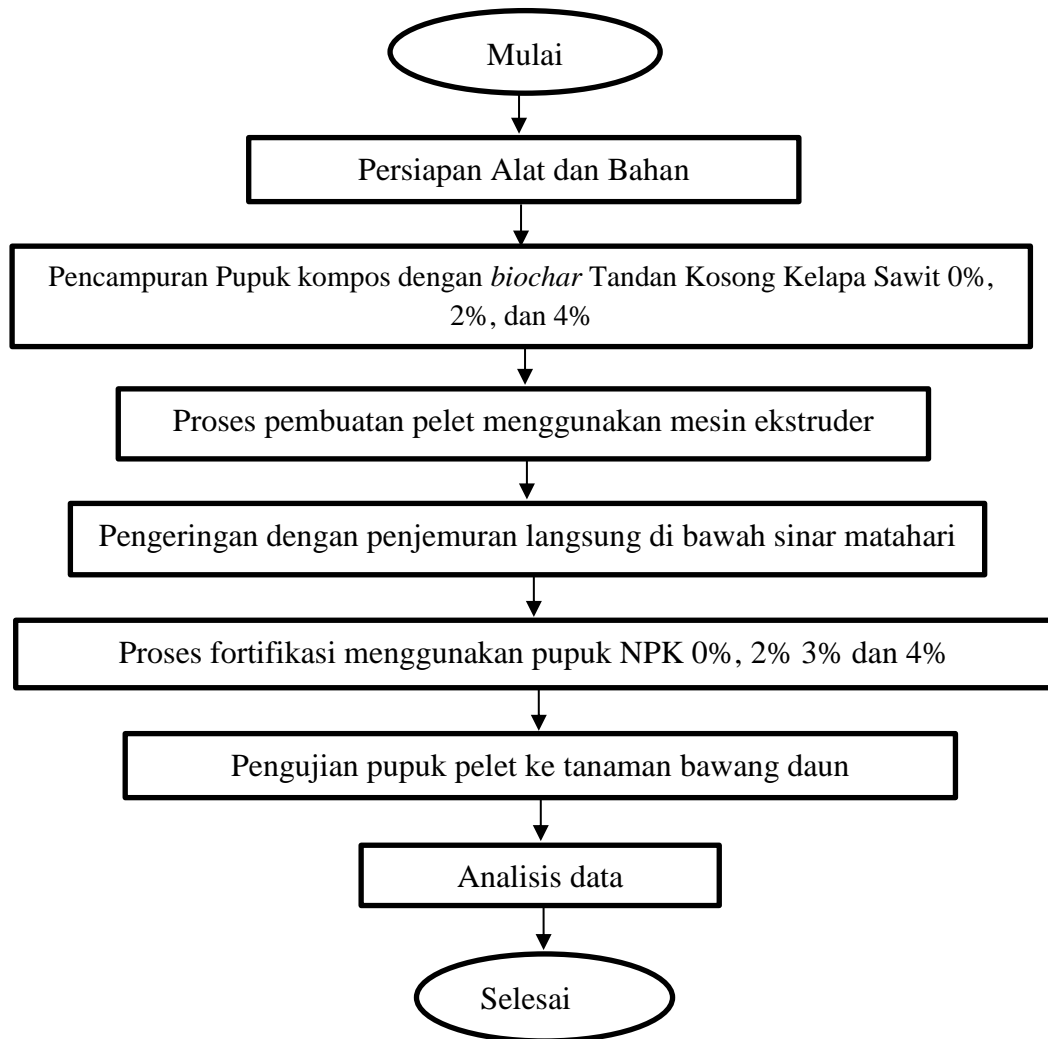 Mulai
Persiapan Alat dan Bahan
Pencampuran Pupuk kompos dengan biochar Tandan Kosong Kelapa Sawit 0%,
2%, dan 4%
Proses pembuatan pelet menggunakan mesin ekstruder
Pengeringan dengan penjemuran langsung di bawah sinar matahari
Proses fortifikasi menggunakan pupuk NPK 0%, 2% 3% dan 4%
Pengujian pupuk pelet ke tanaman bawang daun
Analisis data
Selesai